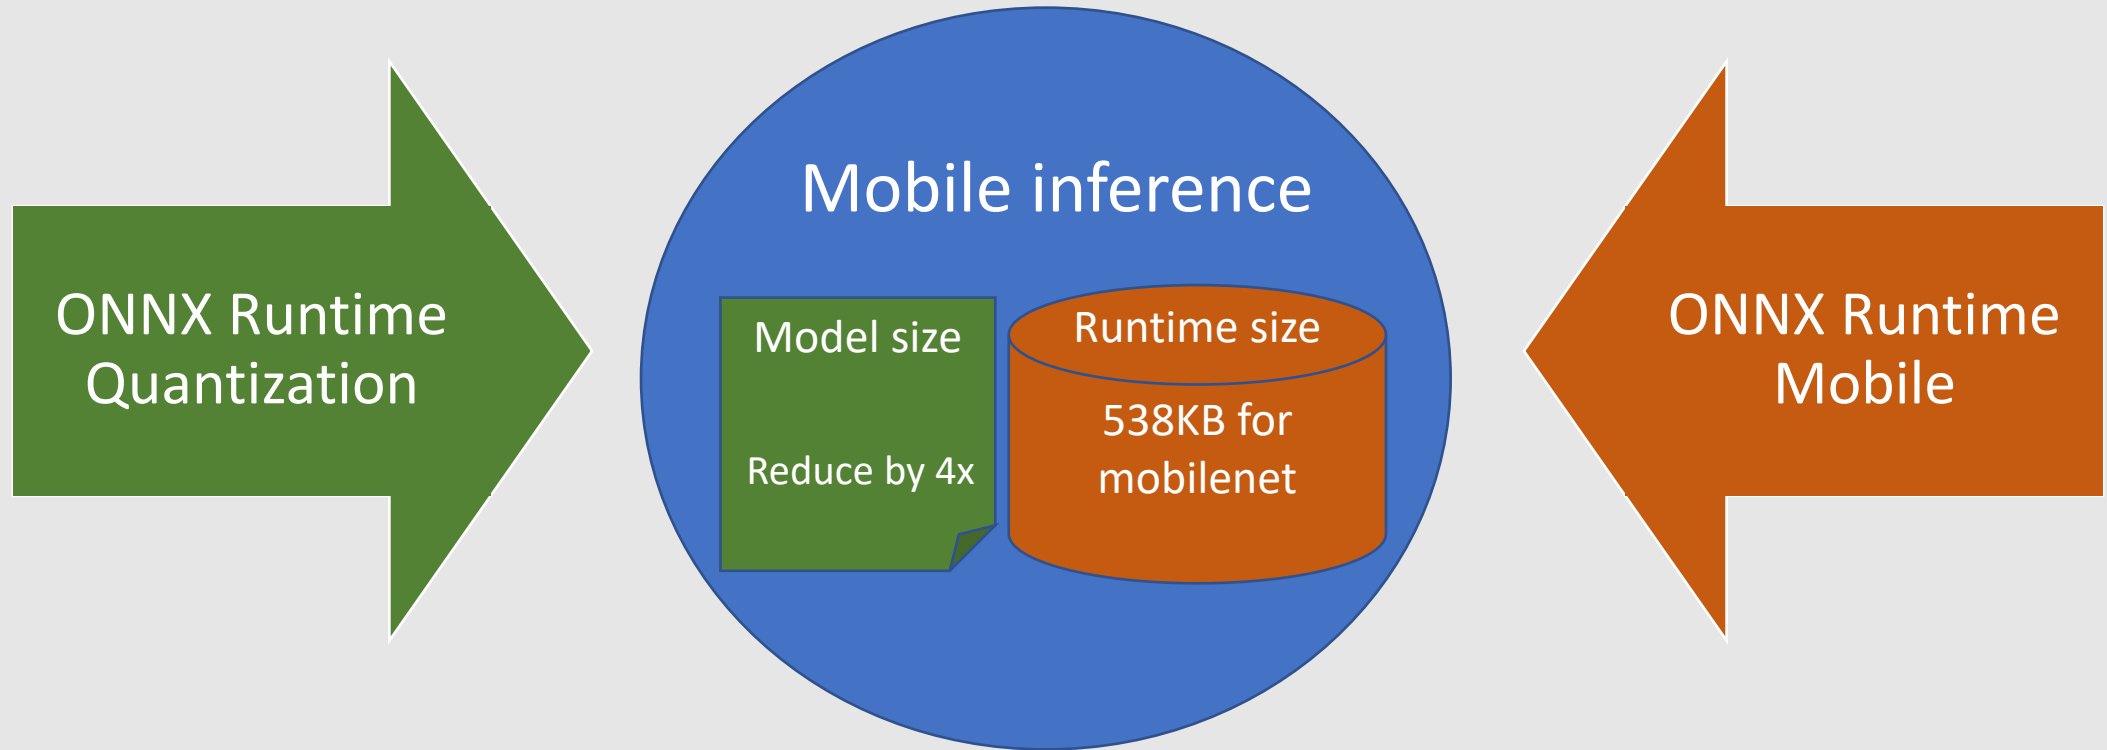 ONNX Runtime
Quantization
Mobile inference
Model size
Reduce by 4x
Runtime size
538KB for
mobilenet
ONNX Runtime
Mobile